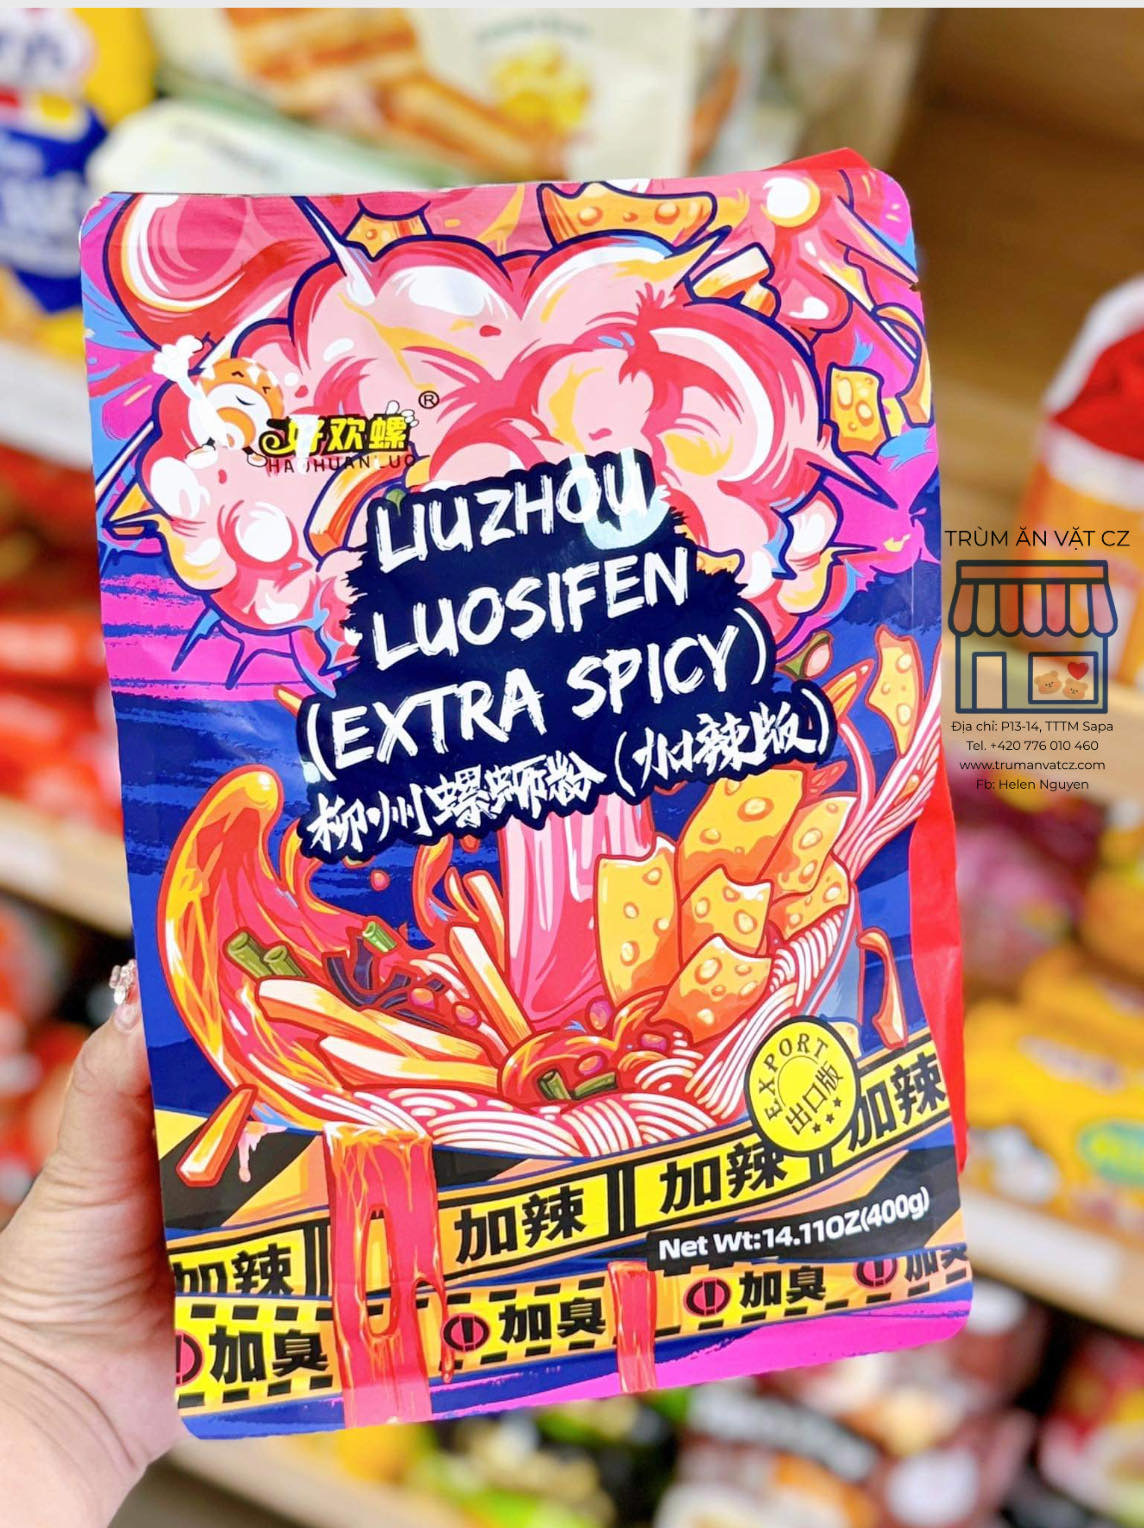 好欢螺®
HAOHUANLUO
LIUZHOU
LUOSIFEN
(EXTRA SPICY)
柳州螺蛳粉（加辣版）
TRÙM ĂN VẶT CZ
Địa chỉ: P13-14, TTTM Sapa
Tel. +420 776 010 460
www.trumanvatcz.com
Fb: Helen Nguyen
EXPORT
出口版
加辣
加辣
加辣
加辣
Net Wt:14.11OZ(400g)
加臭
加臭
加臭
加